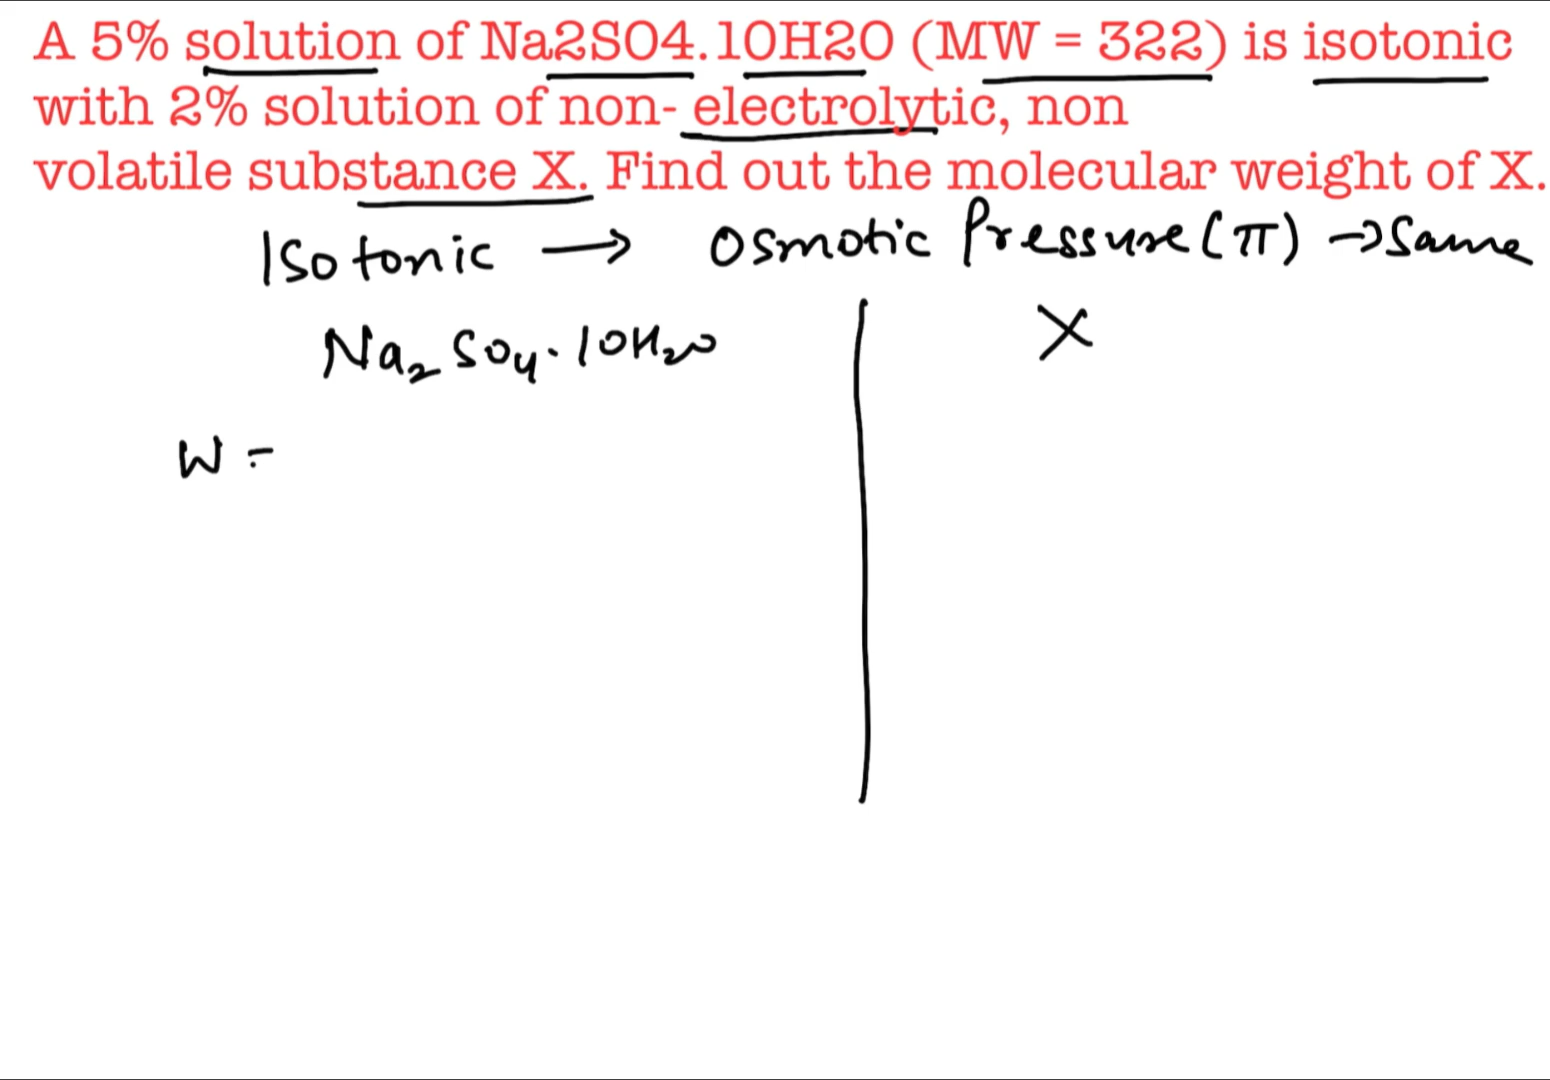 A 5% solution of Na2SO4.10H2O (MW = 322) is isotonic
with 2% solution of non- electrolytic, non
volatile substance X. Find out the molecular weight of X.
Isotonic → Osmotic Pressure (π) → Same
Na₂SO₄·10H₂O X
W =